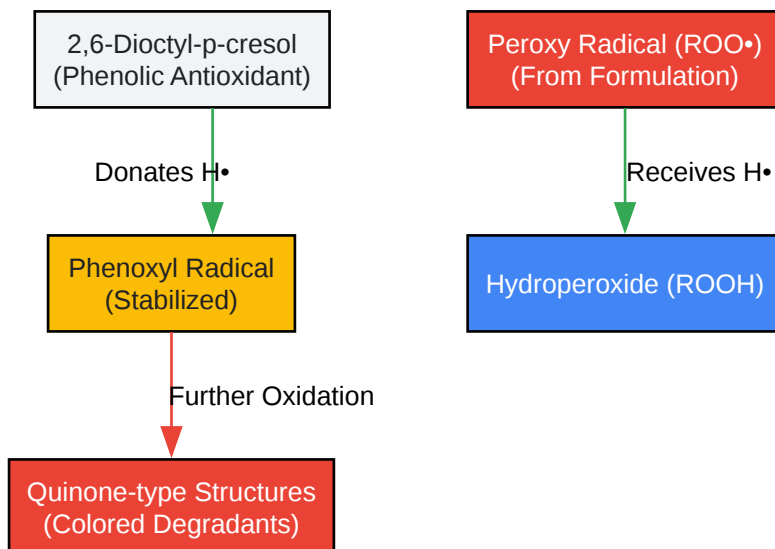 2,6-Dioctyl-p-cresol
(Phenolic Antioxidant)
Peroxy Radical (ROO•)
(From Formulation)
Donates H•
Receives H•
Phenoxyl Radical
(Stabilized)
Hydroperoxide (ROOH)
Further Oxidation
Quinone-type Structures
(Colored Degradants)